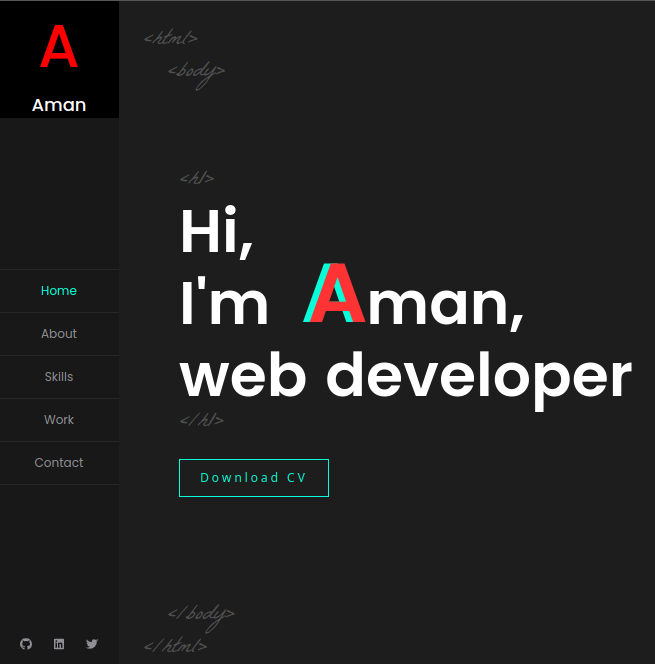 A
Aman
Home
About
Skills
Work
Contact
<html>
<body>
<h1>
Hi,
I'm Aman,
web developer
</h1>
Download CV
</body>
</html>